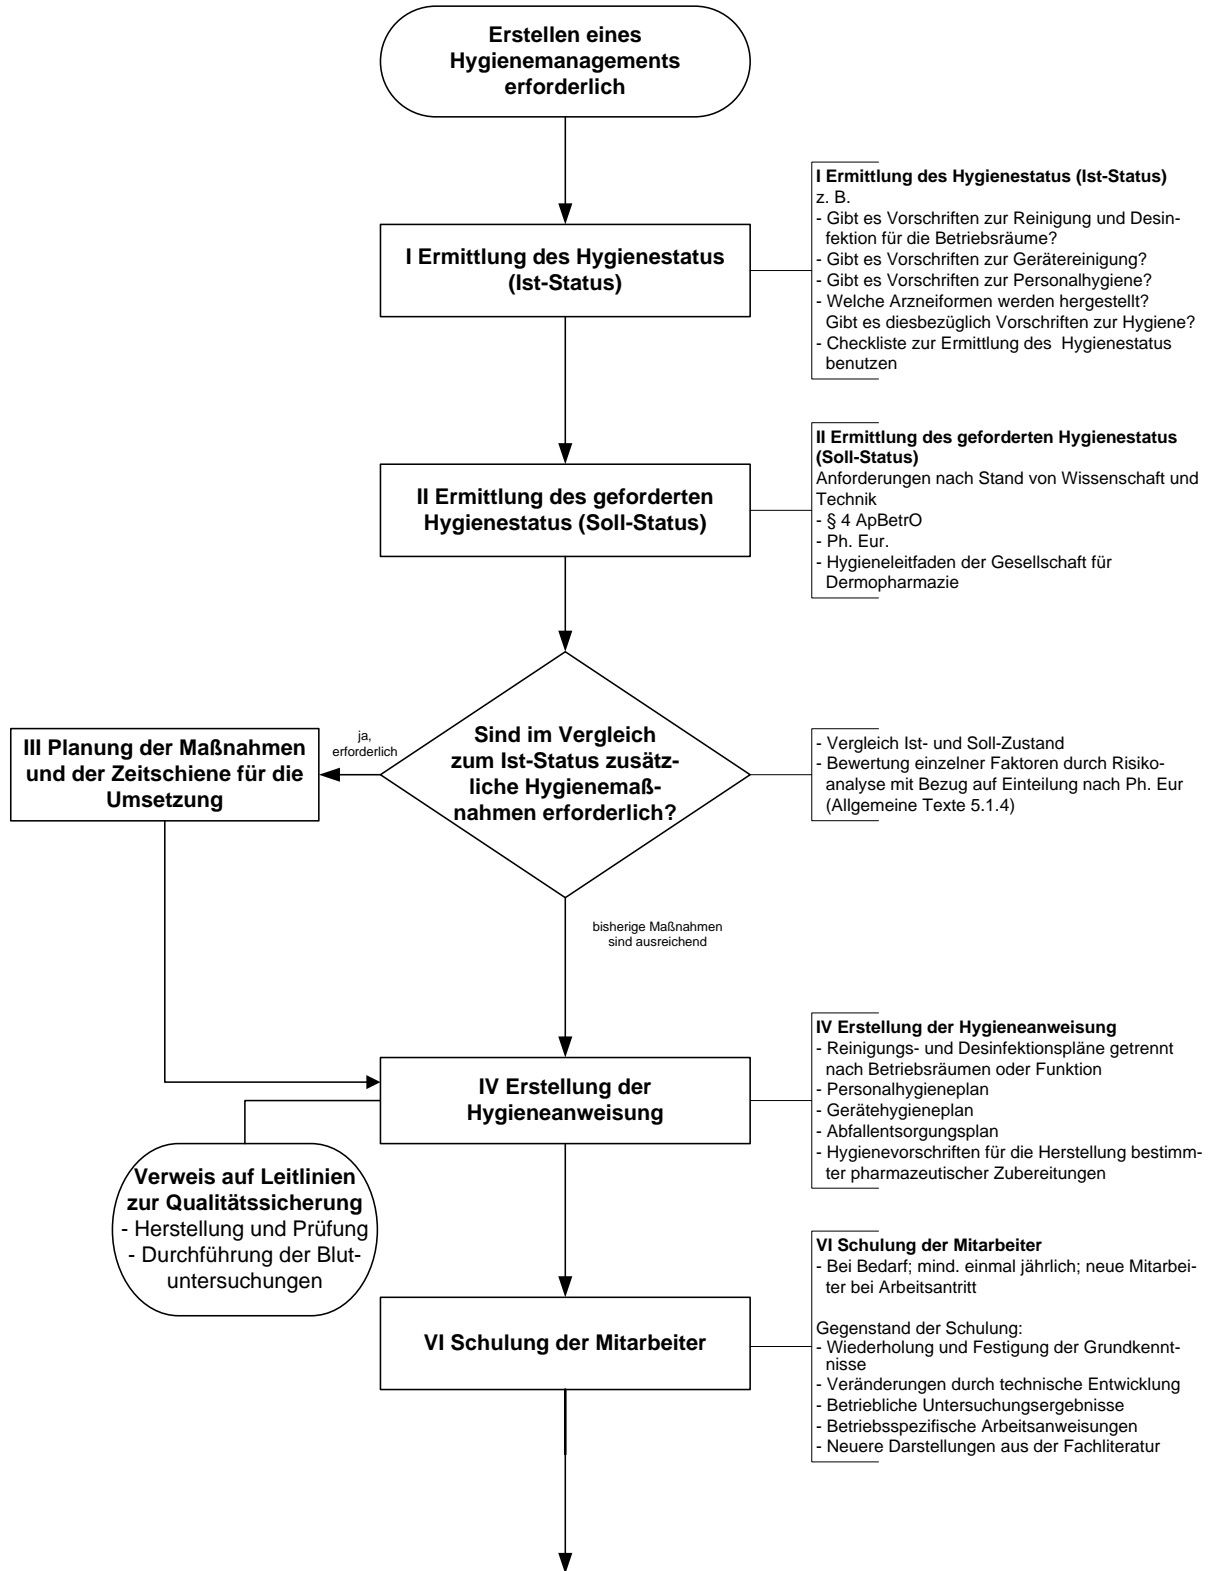 Erstellen eines
Hygienemanagements
erforderlich
I Ermittlung des Hygienestatus
(Ist-Status)
I Ermittlung des Hygienestatus (Ist-Status)
z. B.
- Gibt es Vorschriften zur Reinigung und Desin-
fektion für die Betriebsräume?
- Gibt es Vorschriften zur Gerätereinigung?
- Gibt es Vorschriften zur Personalhygiene?
- Welche Arzneiformen werden hergestellt?
Gibt es diesbezüglich Vorschriften zur Hygiene?
- Checkliste zur Ermittlung des Hygienestatus
benutzen
II Ermittlung des geforderten
Hygienestatus (Soll-Status)
II Ermittlung des geforderten Hygienestatus
(Soll-Status)
Anforderungen nach Stand von Wissenschaft und
Technik
- § 4 ApBetrO
- Ph. Eur.
- Hygieneleitfaden der Gesellschaft für
Dermopharmazie
Sind im Vergleich
zum Ist-Status zusätz-
liche Hygienemaß-
nahmen erforderlich?
ja,
erforderlich
III Planung der Maßnahmen
und der Zeitschiene für die
Umsetzung
- Vergleich Ist- und Soll-Zustand
- Bewertung einzelner Faktoren durch Risiko-
analyse mit Bezug auf Einteilung nach Ph. Eur
(Allgemeine Texte 5.1.4)
bisherige Maßnahmen
sind ausreichend
IV Erstellung der
Hygieneanweisung
IV Erstellung der Hygieneanweisung
- Reinigungs- und Desinfektionspläne getrennt
nach Betriebsräumen oder Funktion
- Personalhygieneplan
- Gerätehygieneplan
- Abfallentsorgungsplan
- Hygienevorschriften für die Herstellung bestimm-
ter pharmazeutischer Zubereitungen
Verweis auf Leitlinien
zur Qualitätssicherung
- Herstellung und Prüfung
- Durchführung der Blut-
untersuchungen
VI Schulung der Mitarbeiter
VI Schulung der Mitarbeiter
- Bei Bedarf; mind. einmal jährlich; neue Mitarbei-
ter bei Arbeitsantritt
Gegenstand der Schulung:
- Wiederholung und Festigung der Grundkennt-
nisse
- Veränderungen durch technische Entwicklung
- Betriebliche Untersuchungsergebnisse
- Betriebsspezifische Arbeitsanweisungen
- Neuere Darstellungen aus der Fachliteratur